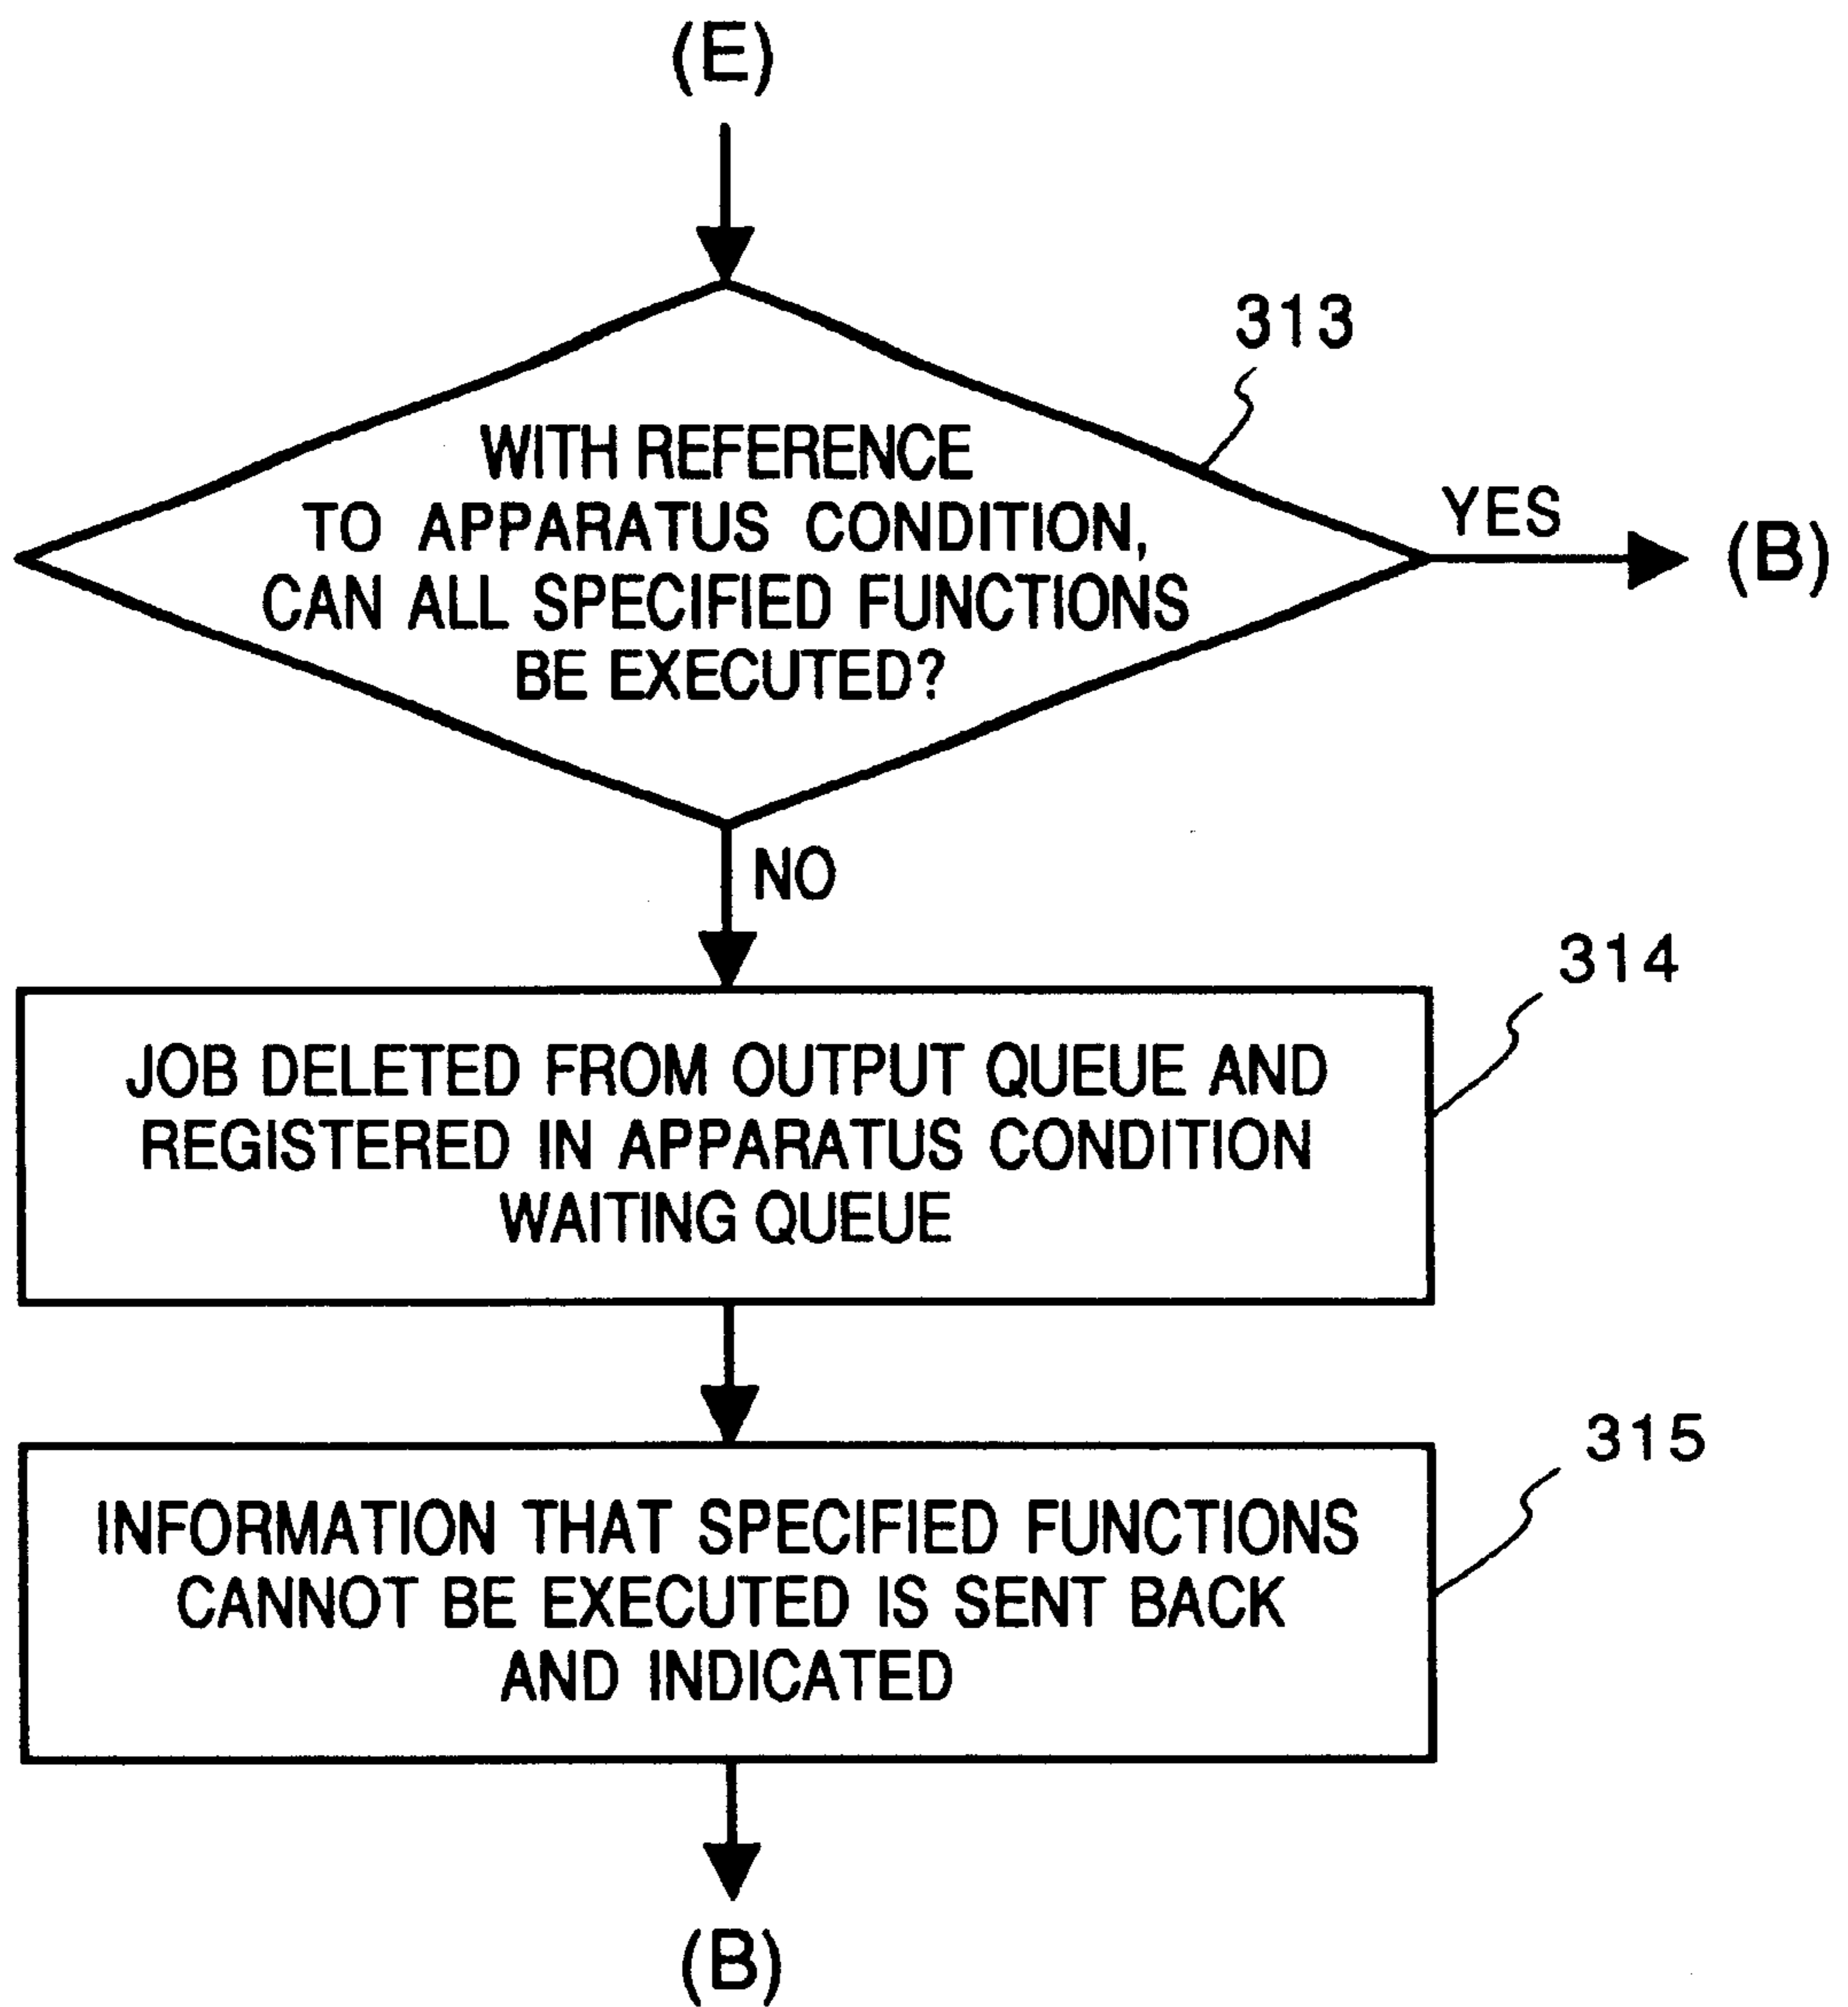 (E)
313
WITH REFERENCE
TO APPARATUS CONDITION,
CAN ALL SPECIFIED FUNCTIONS
BE EXECUTED?
YES
(B)
NO
314
JOB DELETED FROM OUTPUT QUEUE AND
REGISTERED IN APPARATUS CONDITION
WAITING QUEUE
315
INFORMATION THAT SPECIFIED FUNCTIONS
CANNOT BE EXECUTED IS SENT BACK
AND INDICATED
(B)